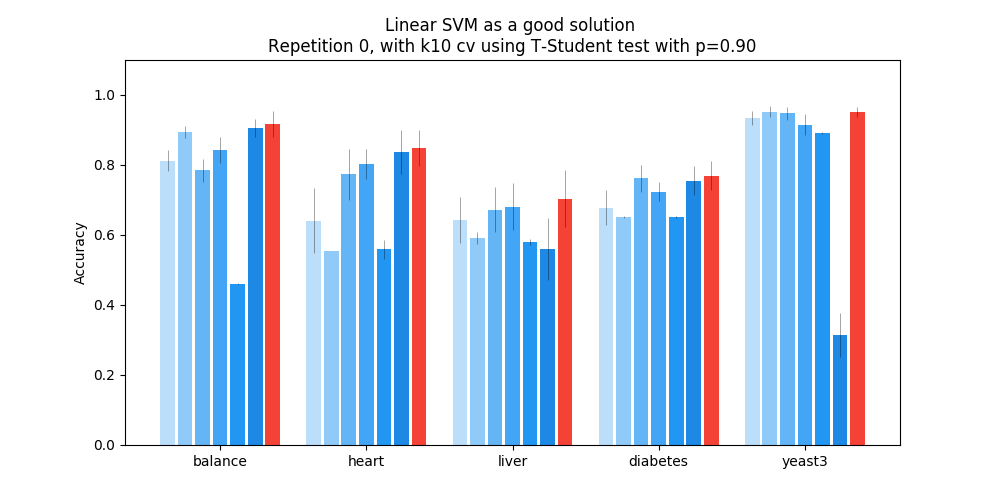 Linear SVM as a good solution
Repetition 0, with k10 cv using T-Student test with p=0.90
1.0
0.8
0.6
0.4
0.2
0.0
Accuracy
balance
heart
liver
diabetes
yeast3